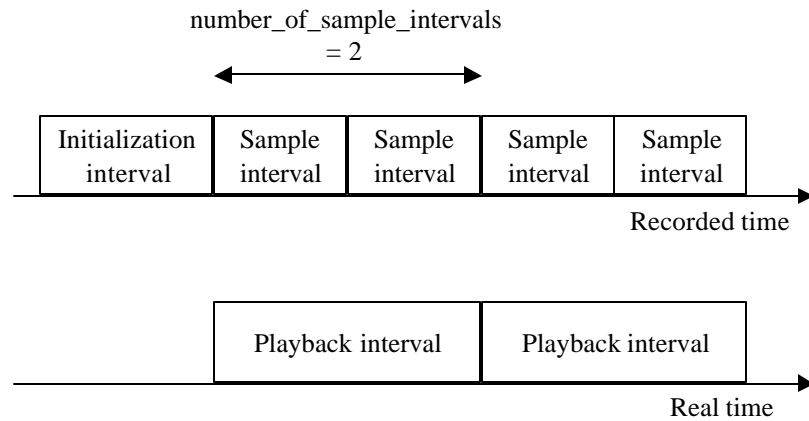 number_of_sample_intervals
= 2
Initialization interval
Sample interval
Sample interval
Sample interval
Sample interval
Recorded time
Playback interval
Playback interval
Real time